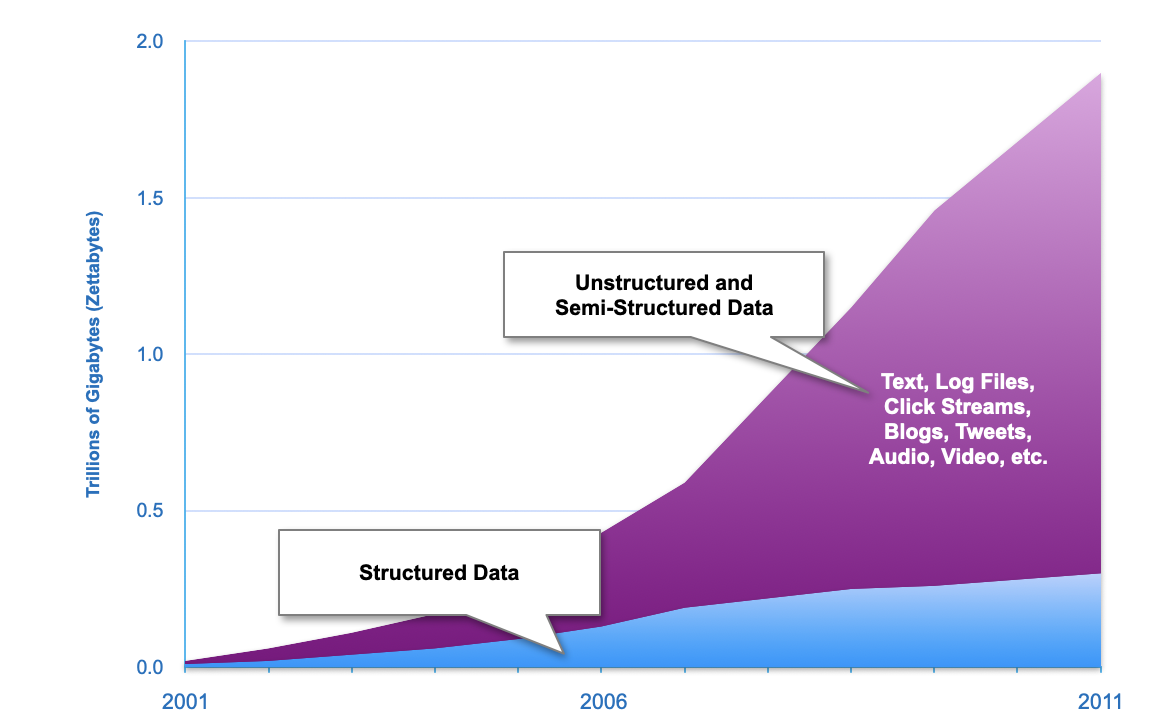 2.0
1.5
1.0
0.5
0.0
Trillions of Gigabytes (Zettabytes)
Unstructured and
Semi-Structured Data
Text, Log Files,
Click Streams,
Blogs, Tweets,
Audio, Video, etc.
Structured Data
2001
2006
2011